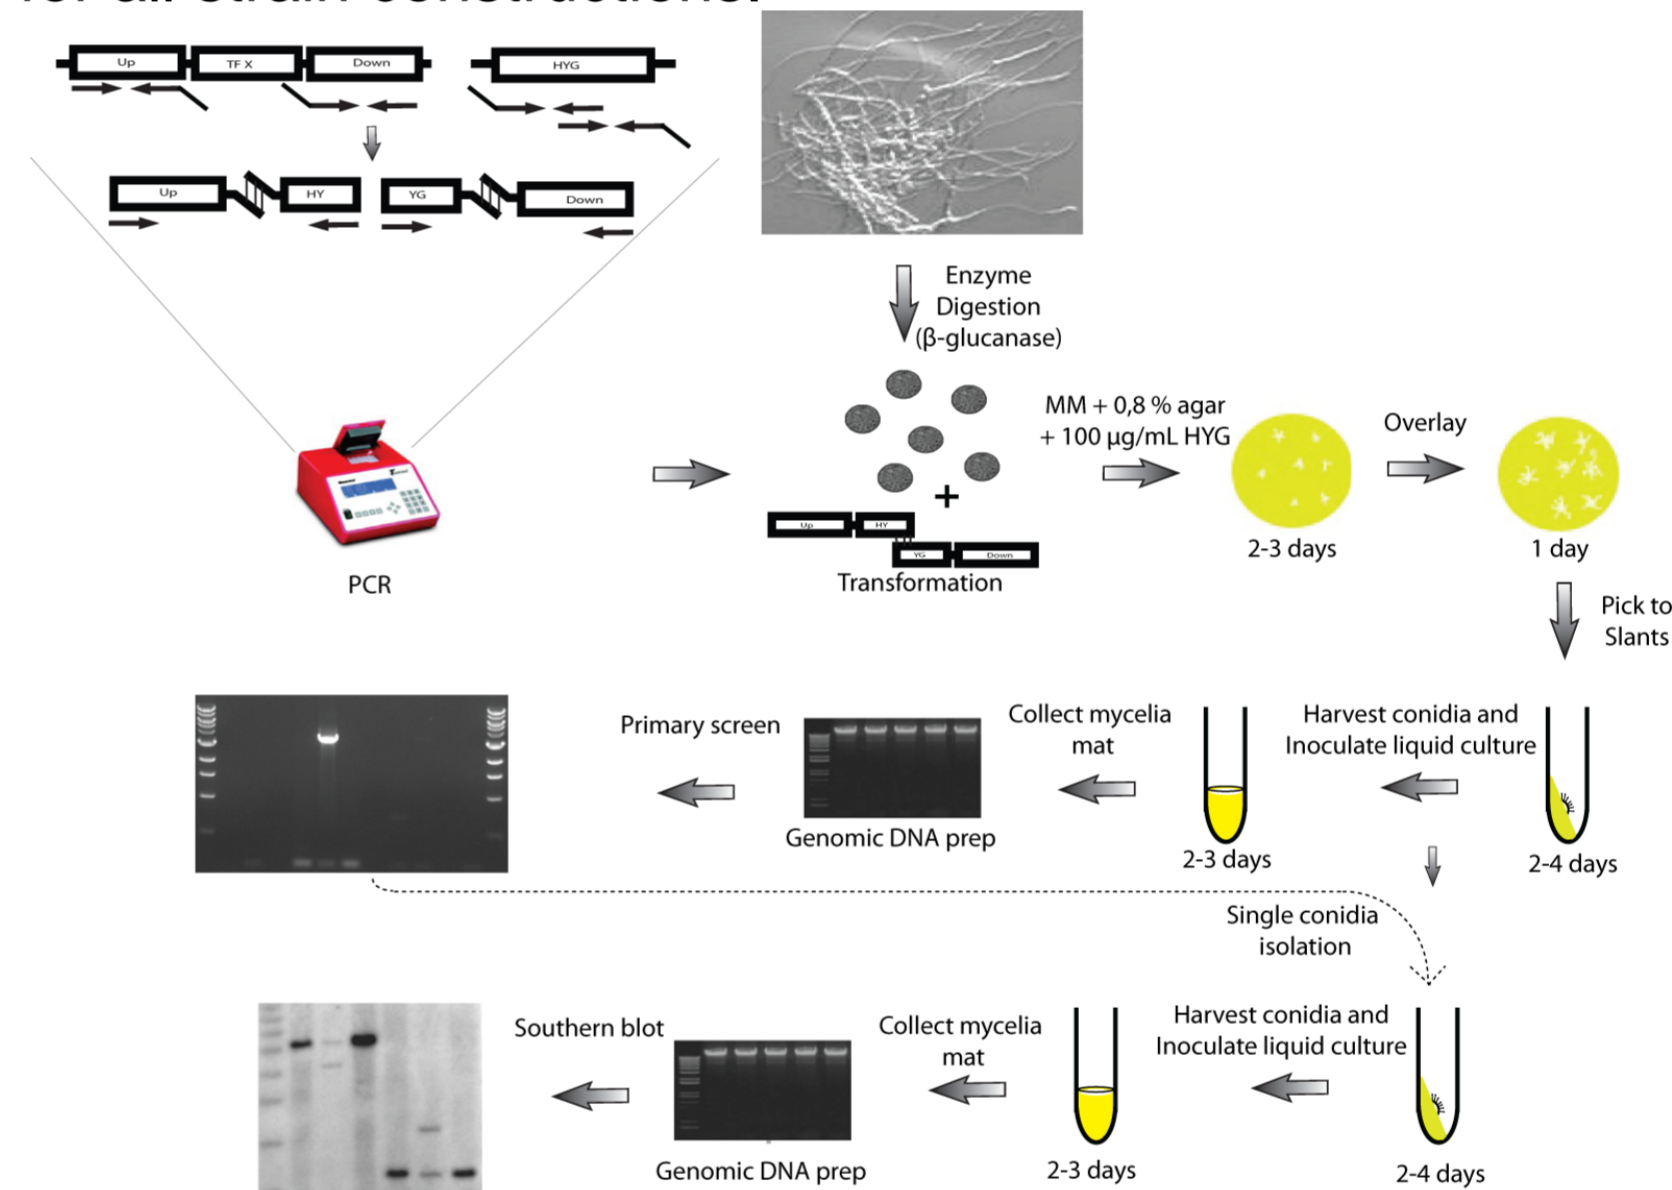 for all strain constructions.
Up
TF X
Down
HYG
Up
HY
YG
Down
Enzyme
Digestion
(β-glucanase)
MM + 0,8 % agar
+ 100 µg/mL HYG
Overlay
+
Up
HY
YG
Down
2-3 days
1 day
PCR
Transformation
Pick to
Slants
Primary screen
Collect mycelia
mat
Harvest conidia and
Inoculate liquid culture
Genomic DNA prep
2-3 days
2-4 days
Single conidia
isolation
Southern blot
Collect mycelia
mat
Harvest conidia and
Inoculate liquid culture
Genomic DNA prep
2-3 days
2-4 days